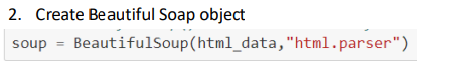 2. Create Beautiful Soap object
soup = BeautifulSoup(html_data,"html.parser")